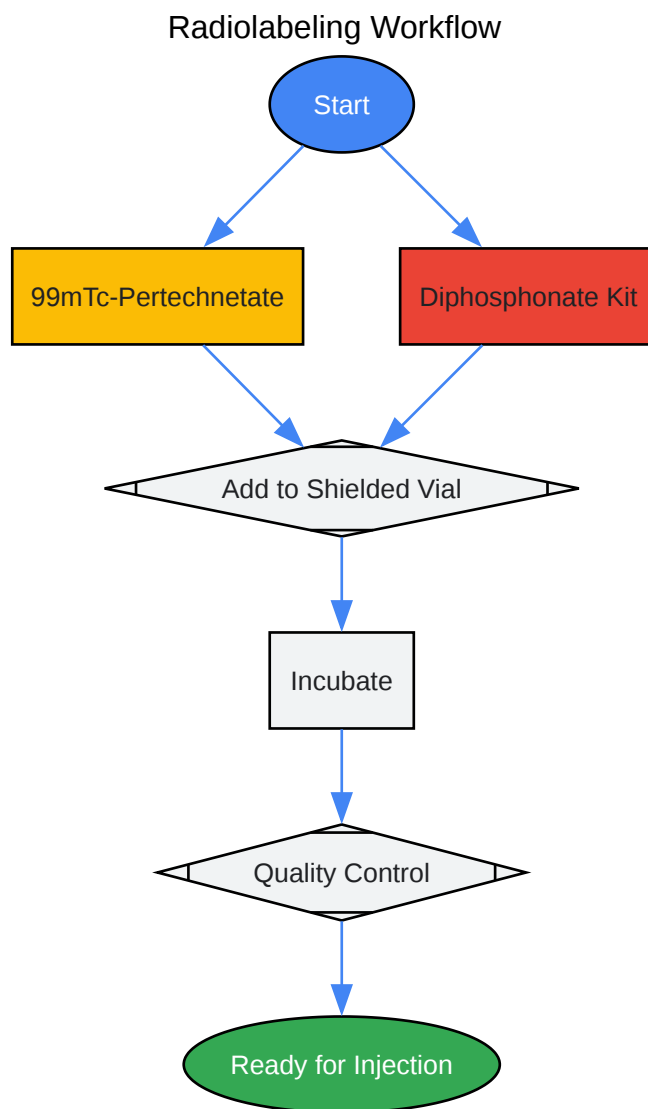 Radiolabeling Workflow
Start
99mTc-Pertechnetate
Diphosphonate Kit
Add to Shielded Vial
Incubate
Quality Control
Ready for Injection